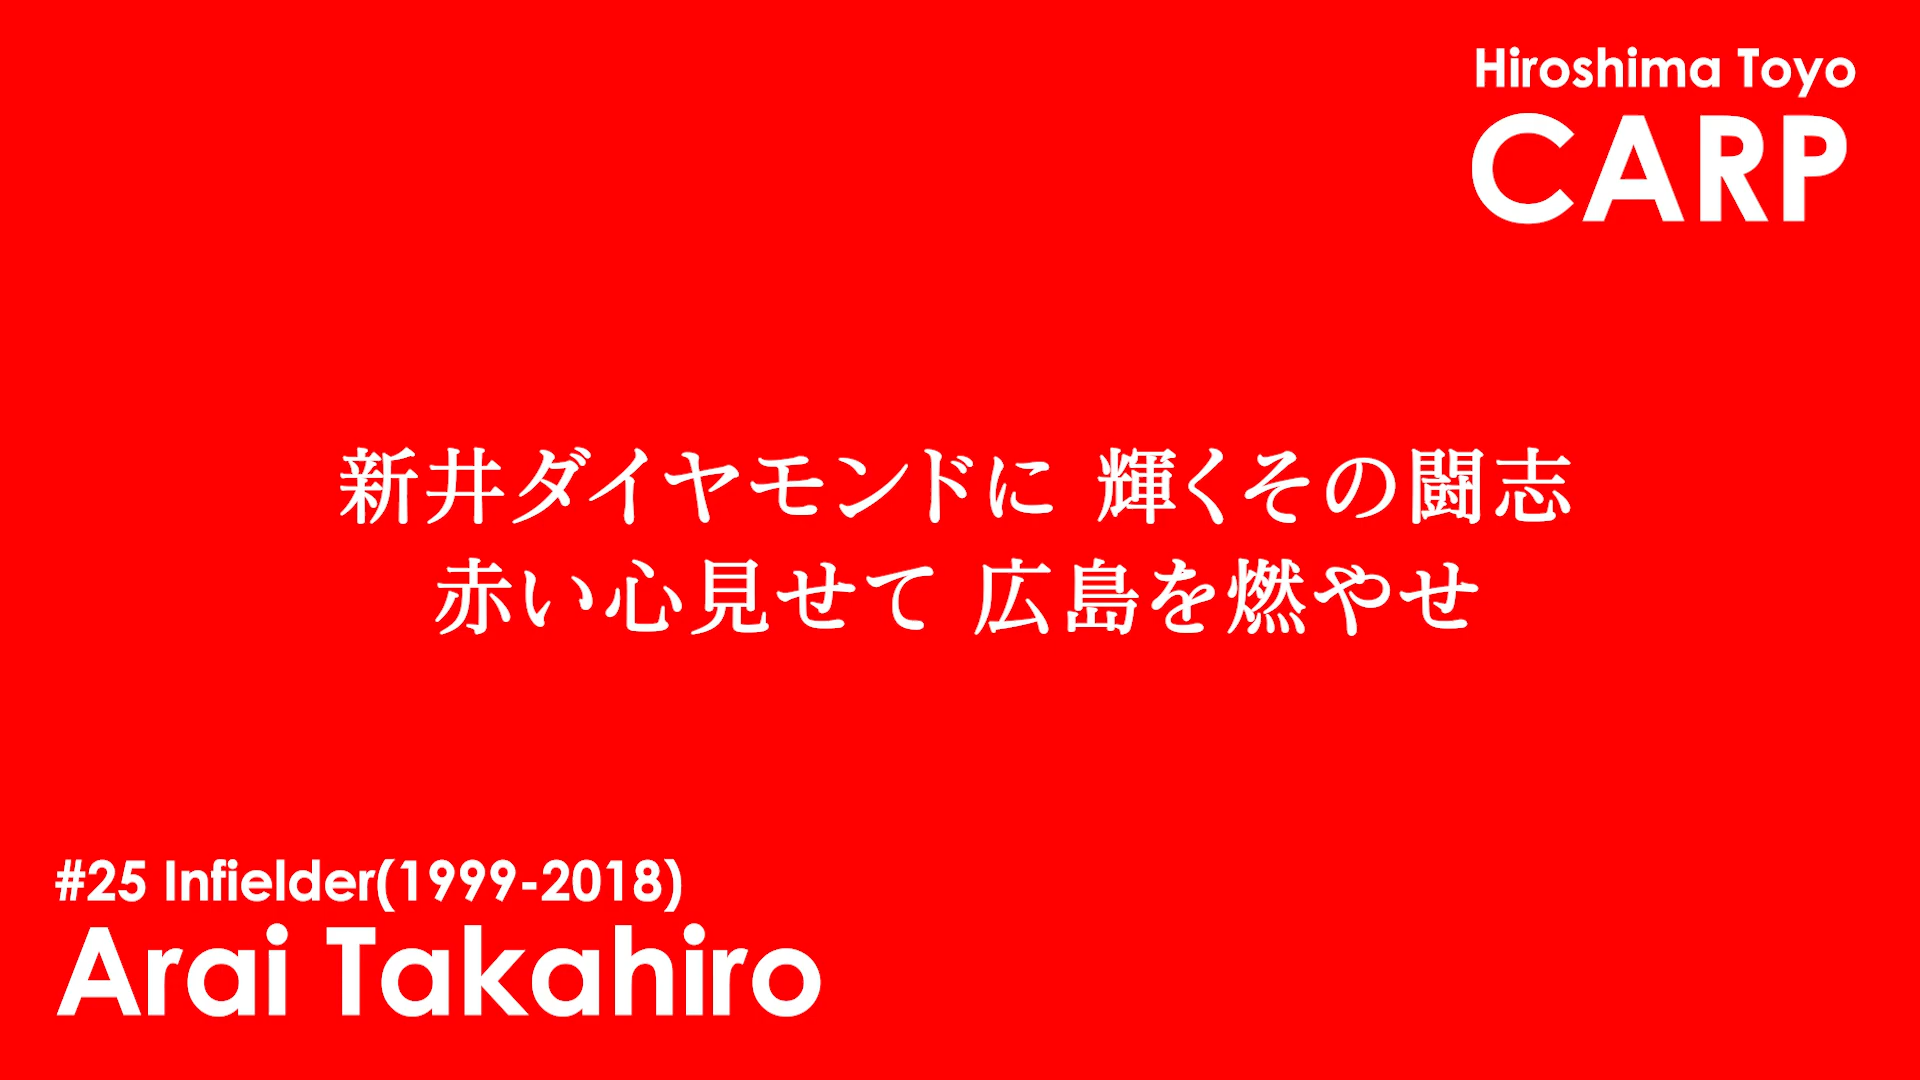 Hiroshima Toyo
CARP
新井ダイヤモンドに 輝くその闘志
赤い心見せて 広島を燃やせ
#25 Infielder(1999-2018)
Arai Takahiro